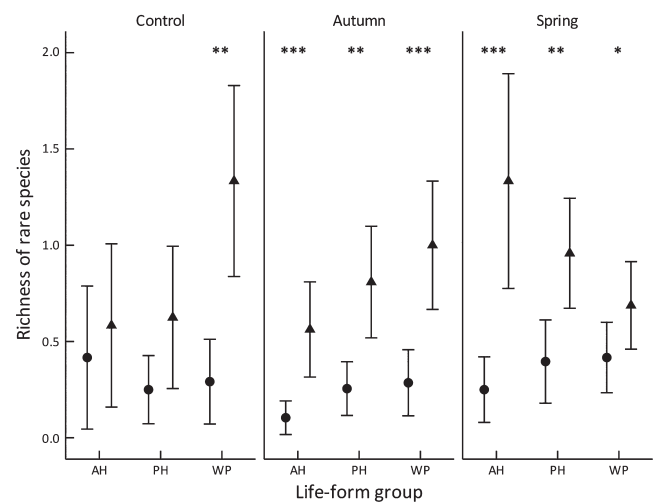 Control Autumn Spring
** *** ** *** *** ** *
2.0
1.5
1.0
0.5
0.0
Richness of rare species
AH PH WP AH PH WP AH PH WP
Life-form group